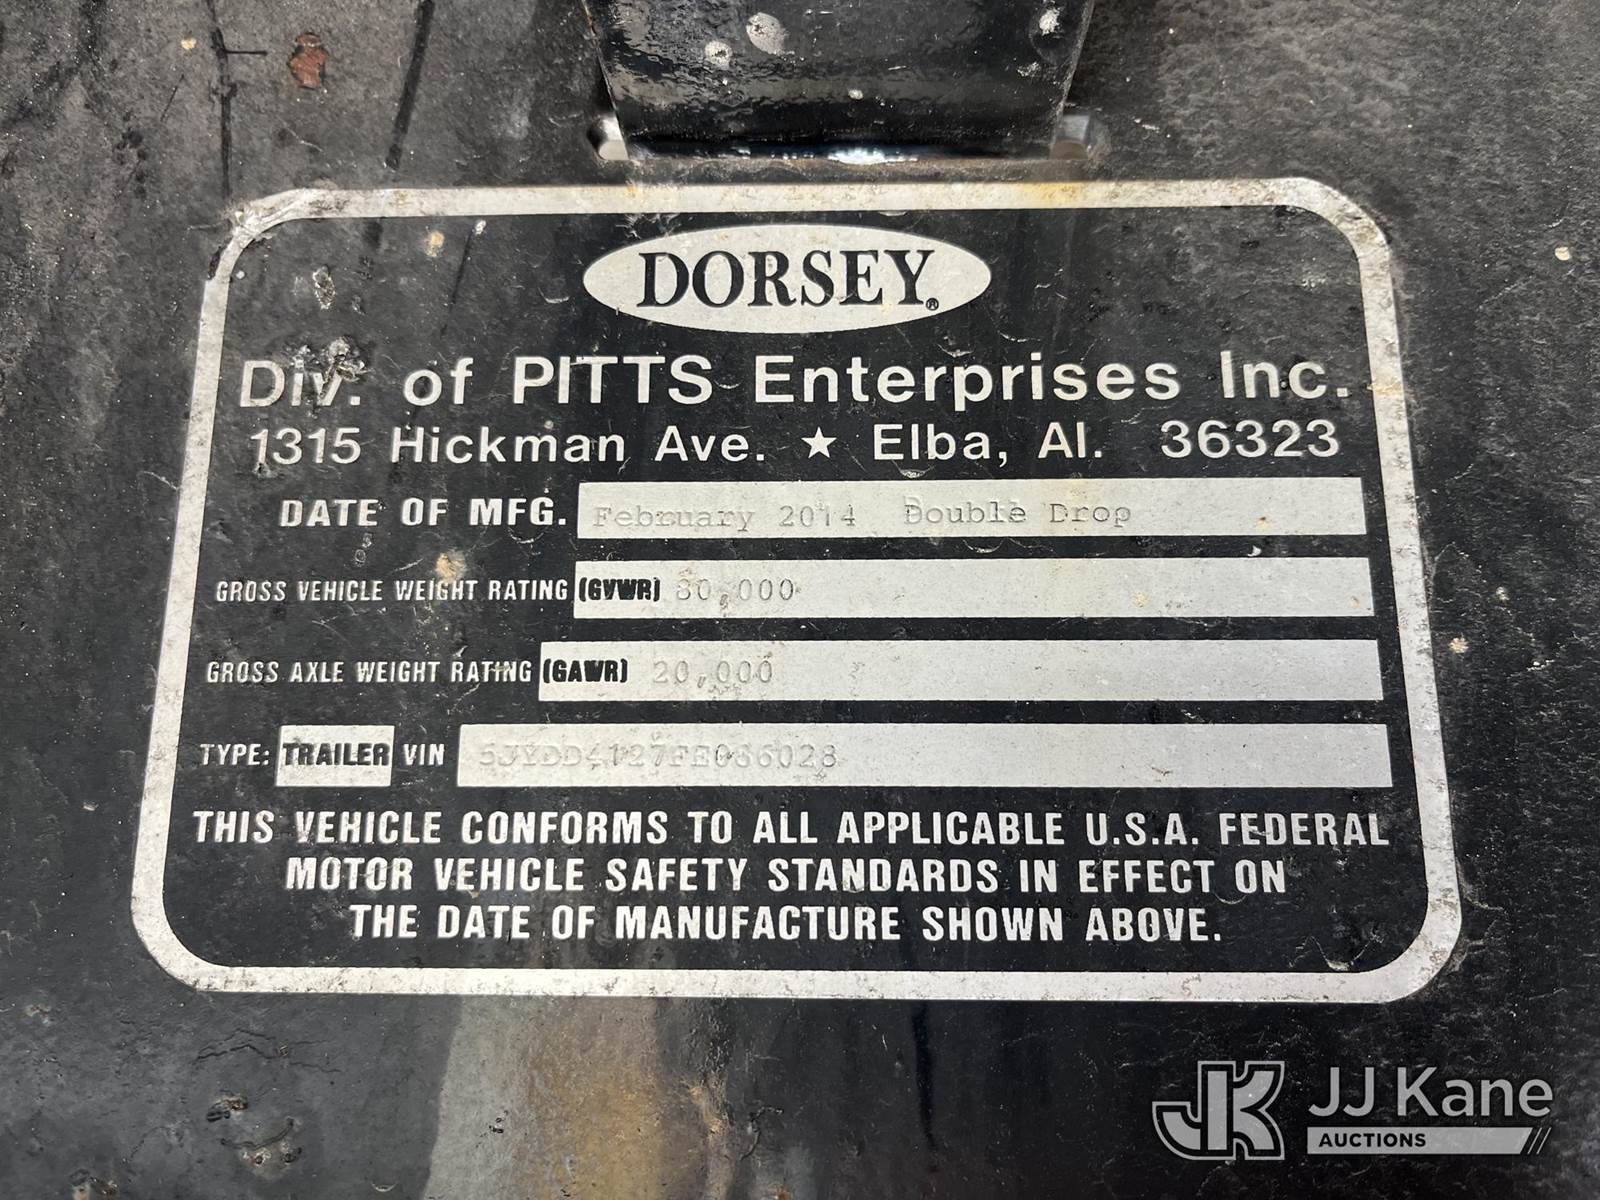 DORSEY®
Div. of PITTS Enterprises Inc.
1315 Hickman Ave. ★ Elba, Al. 36323
DATE OF MFG. February 2014 Double Drop
GROSS VEHICLE WEIGHT RATING (GVWR) 80,000
GROSS AXLE WEIGHT RATING (GAWR) 20,000
TYPE: TRAILER VIN
THIS VEHICLE CONFORMS TO ALL APPLICABLE U.S.A. FEDERAL
MOTOR VEHICLE SAFETY STANDARDS IN EFFECT ON
THE DATE OF MANUFACTURE SHOWN ABOVE.
JK JJ Kane
AUCTIONS